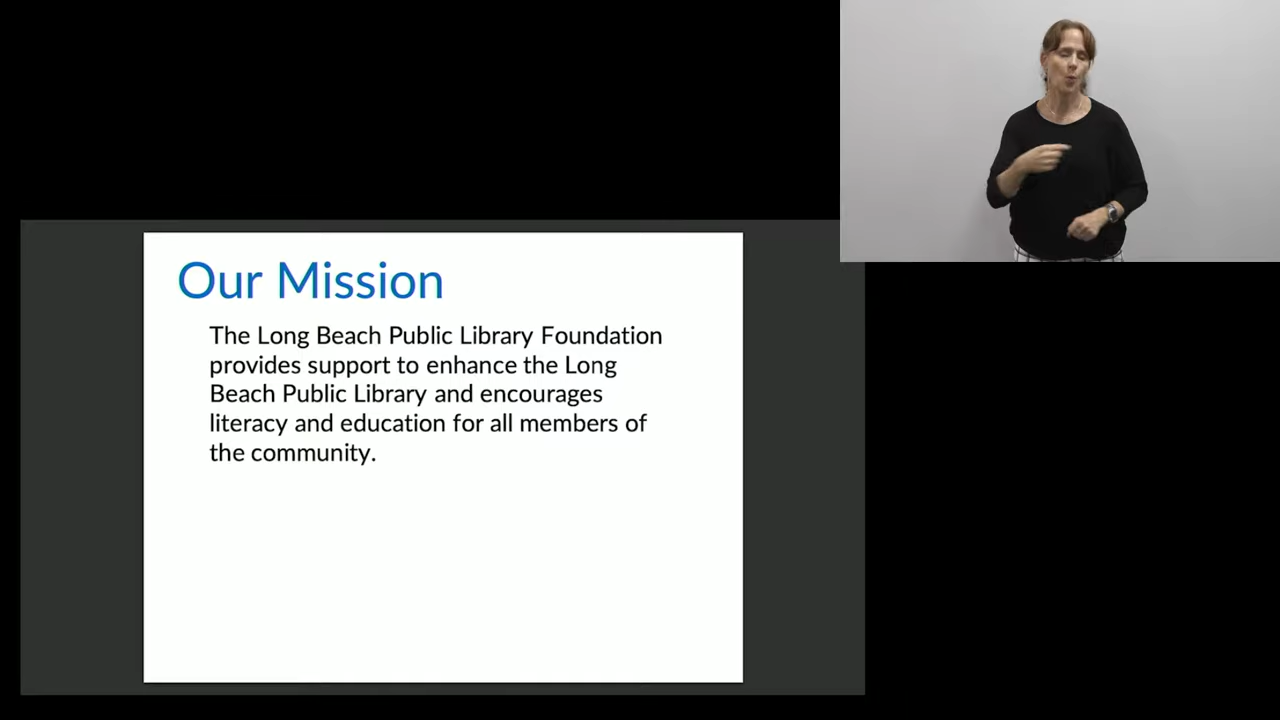 Our Mission
The Long Beach Public Library Foundation
provides support to enhance the Long
Beach Public Library and encourages
literacy and education for all members of
the community.